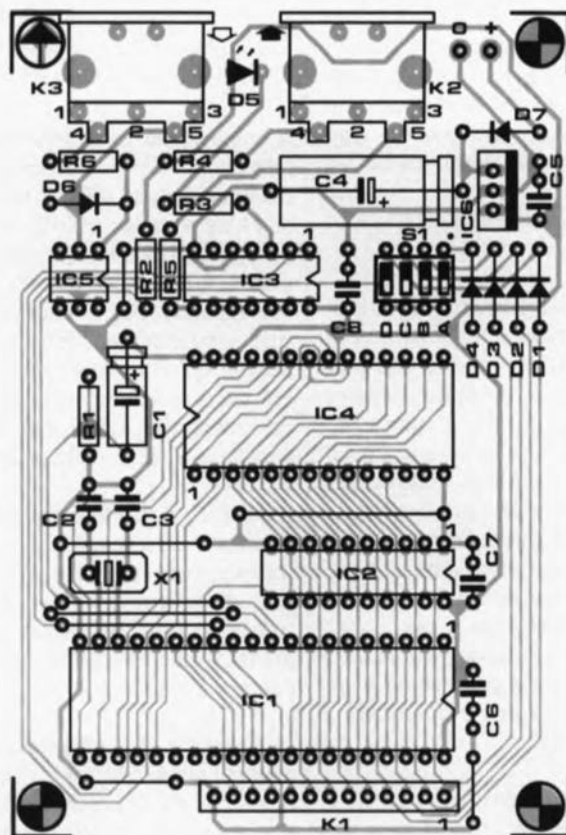 0 +
K3 K2
D5
1 3 1 3
4 2 5 4 2 5
D7
R6 R4
C4 C5
D6 R3
+ IC6
1 1 S1
IC5 R2 R5 IC3
C8 D C B A
D4 D3 D2 D1
+
R1 C1 IC4
1
C2 C3
1 C7
X1 IC2
1
IC1
C6
K1 1